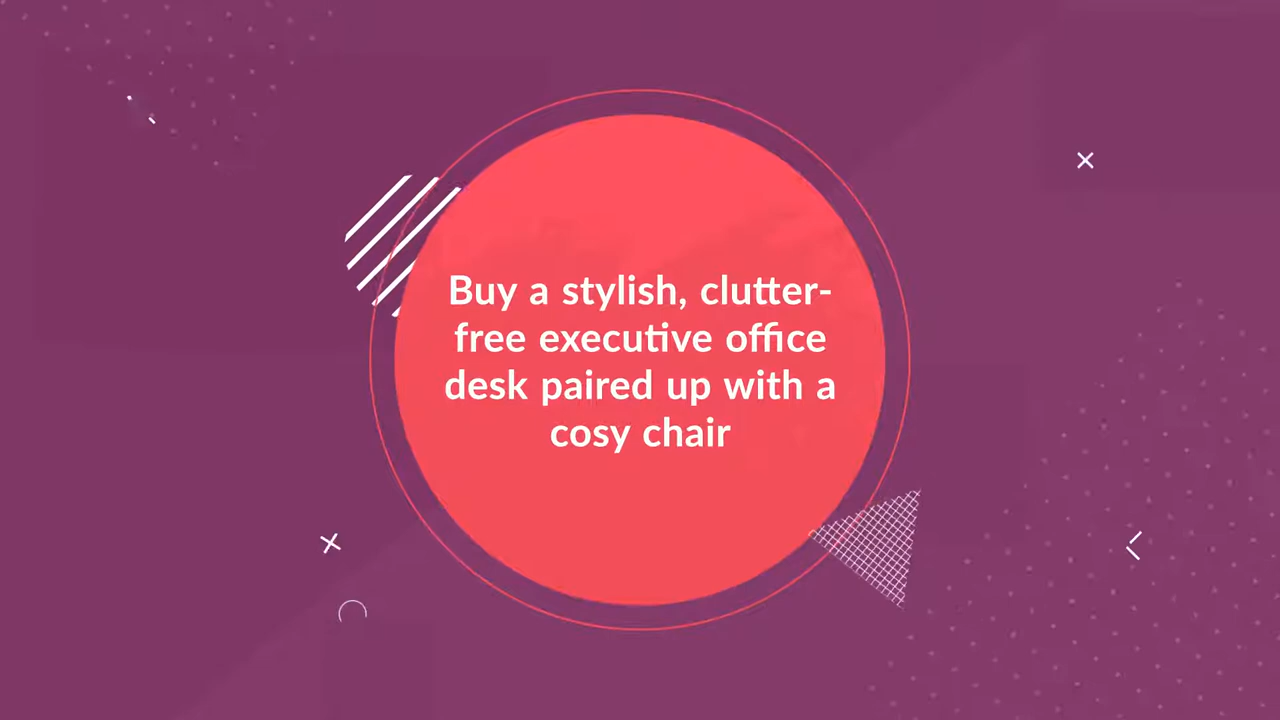 Buy a stylish, clutter-
free executive office
desk paired up with a
cosy chair